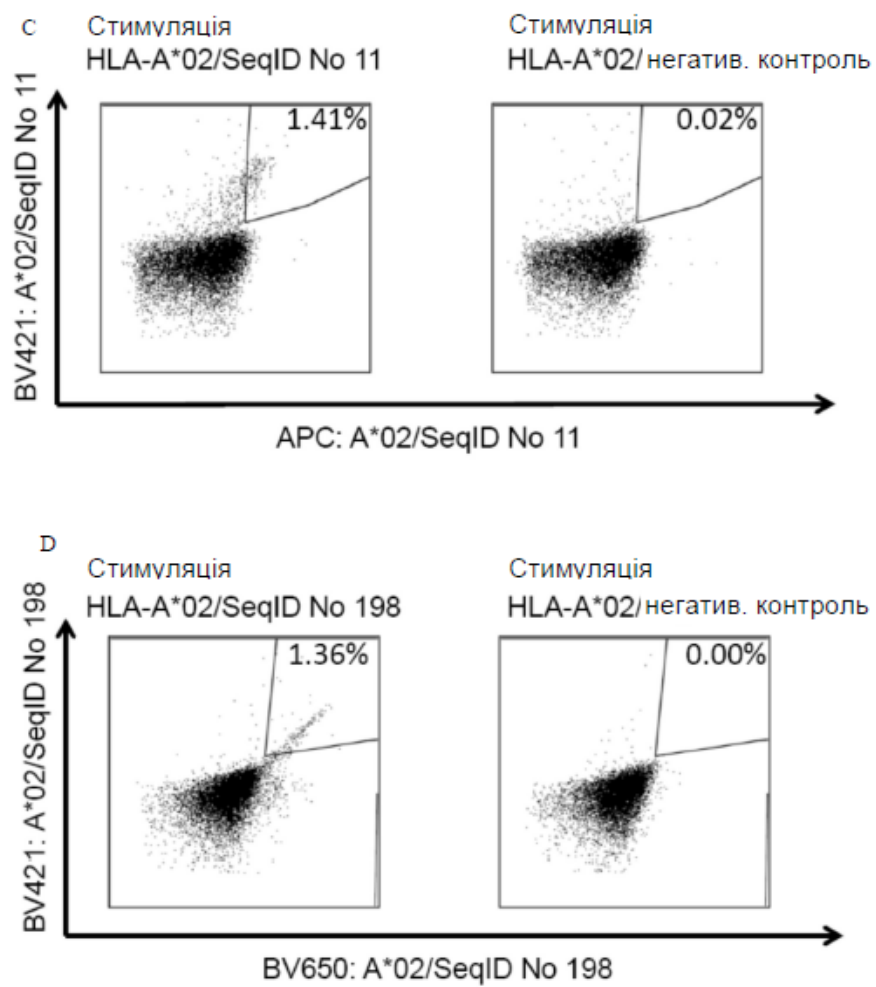 C
Стимуляція
HLA-A*02/SeqID No 11
Стимуляція
HLA-A*02/ негатив. контроль
1.41%
0.02%
BV421: A*02/SeqID No 11
APC: A*02/SeqID No 11
D
Стимуляція
HLA-A*02/SeqID No 198
Стимуляція
HLA-A*02/негатив. контроль
1.36%
0.00%
BV421: A*02/SeqID No 198
BV650: A*02/SeqID No 198